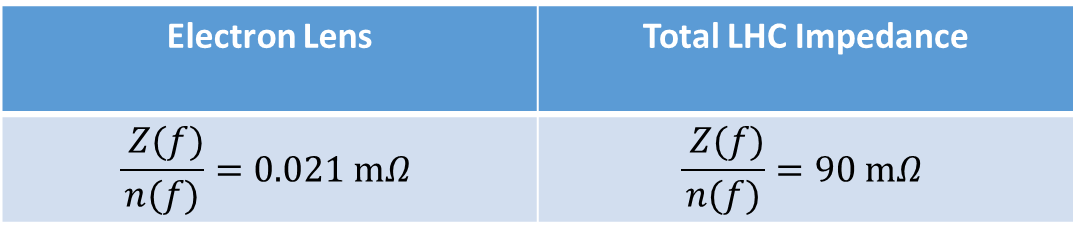 Electron Lens
Total LHC Impedance
Z(f)/n(f) = 0.021 mΩ
Z(f)/n(f) = 90 mΩ